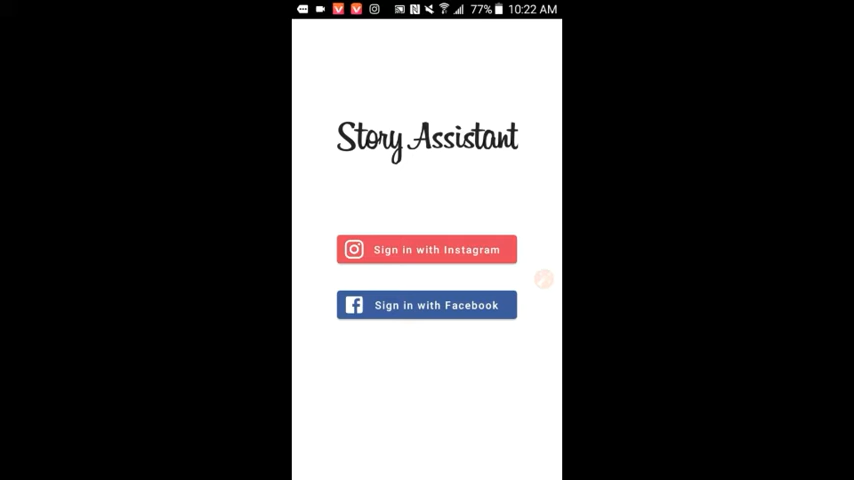 77% 10:22 AM
Story Assistant
Sign in with Instagram
Sign in with Facebook